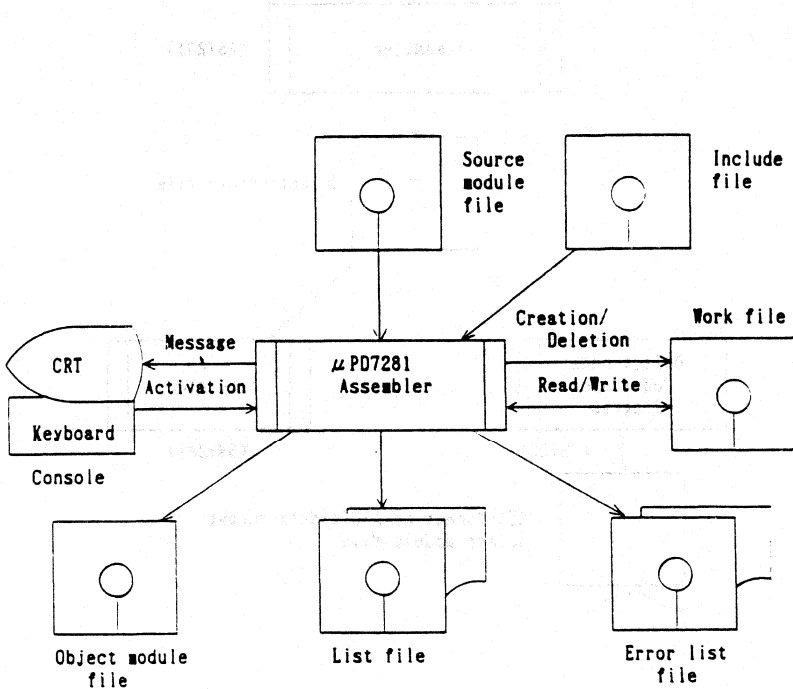 Source
module
file
Include
file
Creation/
Deletion
Work file
Message
CRT
μPD7281
Assembler
Activation
Read/Write
Keyboard
Console
Object module
file
List file
Error list
file